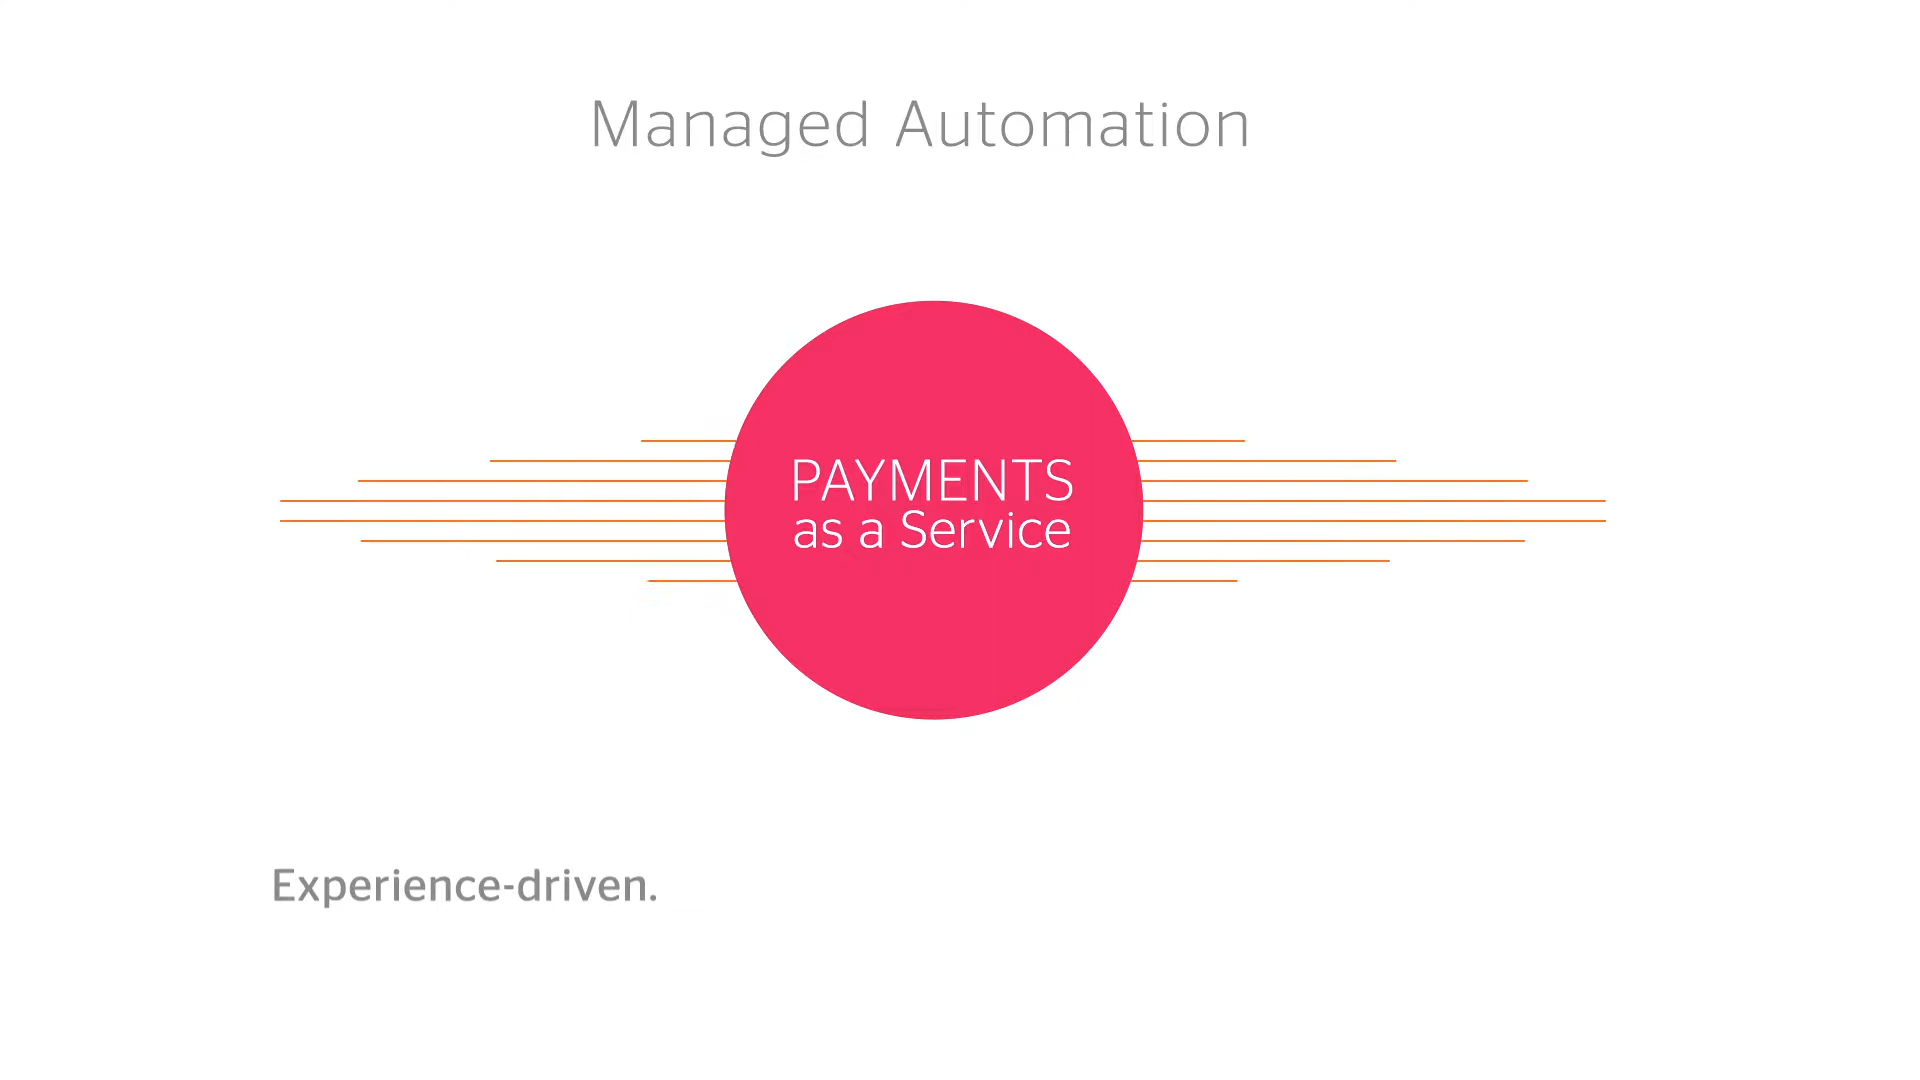 Managed Automation
PAYMENTS
as a Service
Experience-driven.